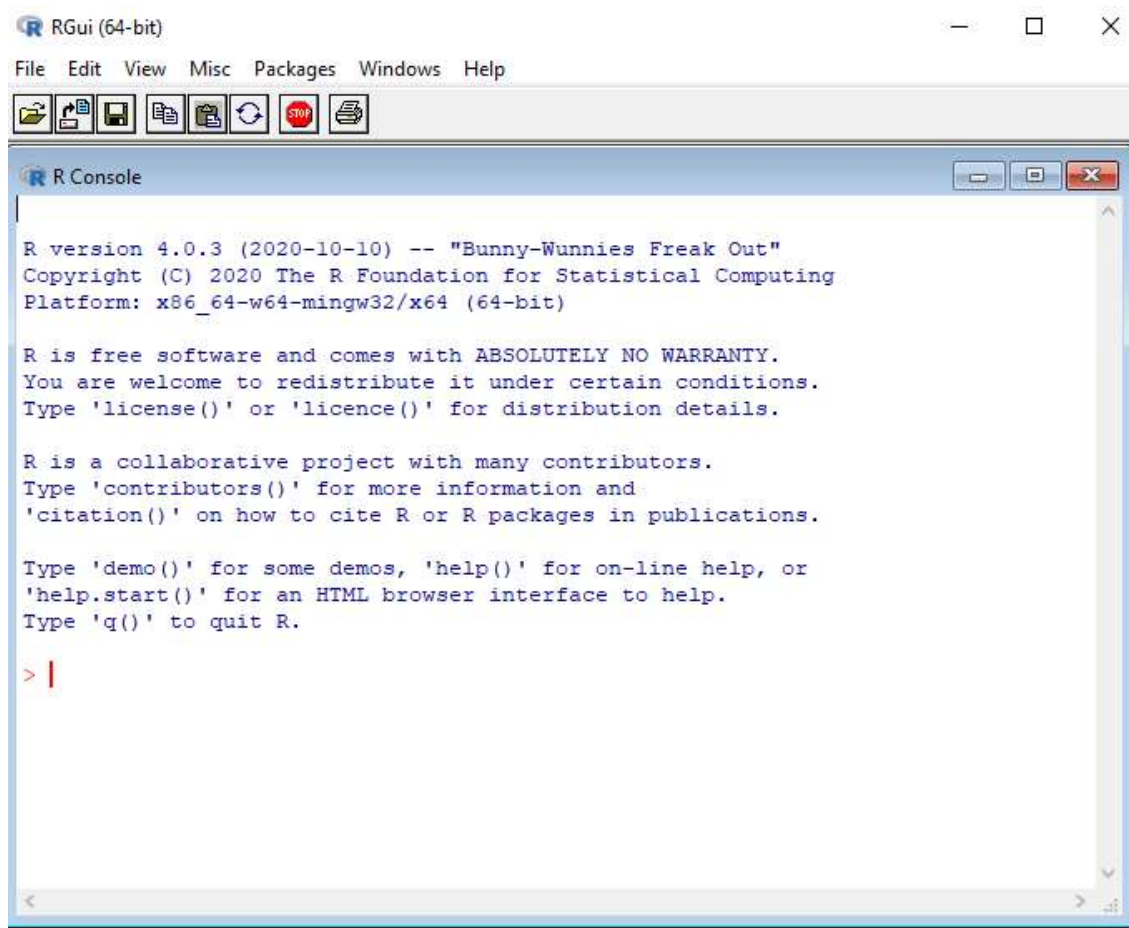 RGui (64-bit)
File Edit View Misc Packages Windows Help
STOP
R Console
R version 4.0.3 (2020-10-10) -- "Bunny-Wunnies Freak Out"
Copyright (C) 2020 The R Foundation for Statistical Computing
Platform: x86_64-w64-mingw32/x64 (64-bit)
R is free software and comes with ABSOLUTELY NO WARRANTY.
You are welcome to redistribute it under certain conditions.
Type 'license()' or 'licence()' for distribution details.
R is a collaborative project with many contributors.
Type 'contributors()' for more information and
'citation()' on how to cite R or R packages in publications.
Type 'demo()' for some demos, 'help()' for on-line help, or
'help.start()' for an HTML browser interface to help.
Type 'q()' to quit R.
>